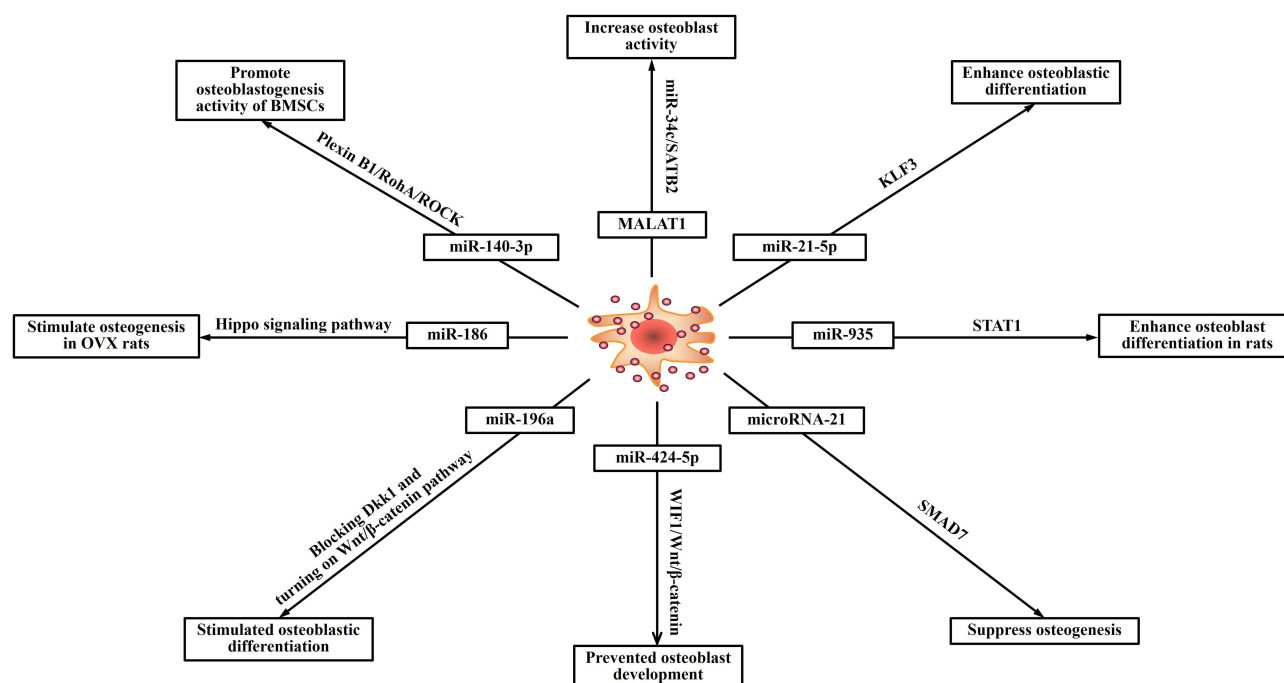 Increase osteoblast
activity
Promote
osteoblastogenesis
activity of BMSCs
Enhance osteoblastic
differentiation
Plexin B1/RohA/ROCK
miR-34c/SATB2
KLF3
MALAT1
miR-140-3p
miR-21-5p
Stimulate osteogenesis
in OVX rats
Hippo signaling pathway
miR-186
miR-935
STAT1
Enhance osteoblast
differentiation in rats
miR-196a
microRNA-21
miR-424-5p
Blocking Dkk1 and
turning on Wnt/β-catenin pathway
WIF1/Wnt/β-catenin
SMAD7
Stimulated osteoblastic
differentiation
Prevented osteoblast
development
Suppress osteogenesis